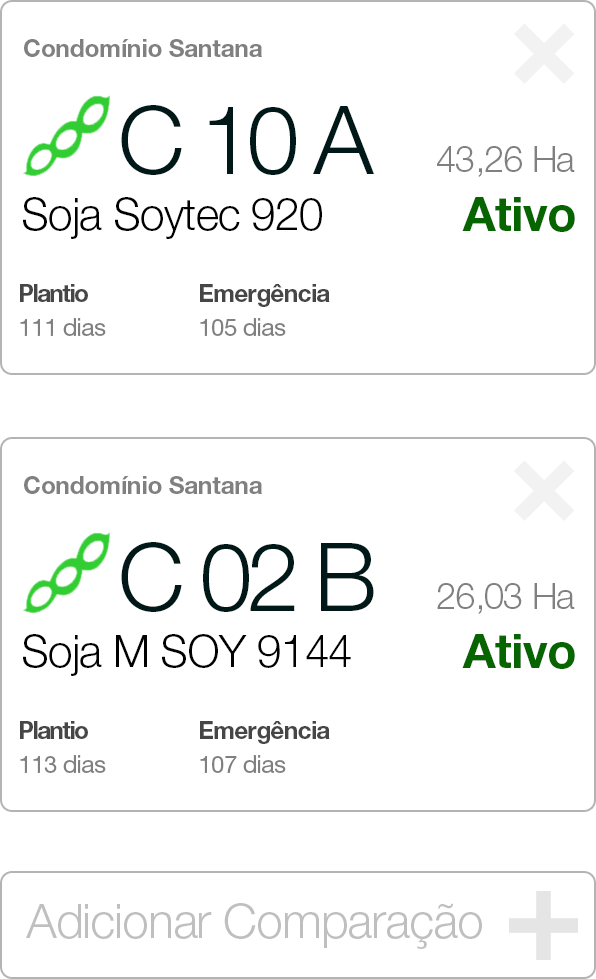 Condomínio Santana
C 10 A
43,26 Ha
Soja Soytec 920
Ativo
Plantio
Emergência
111 dias
105 dias
Condomínio Santana
C 02 B
26,03 Ha
Soja M SOY 9144
Ativo
Plantio
Emergência
113 dias
107 dias
Adicionar Comparação